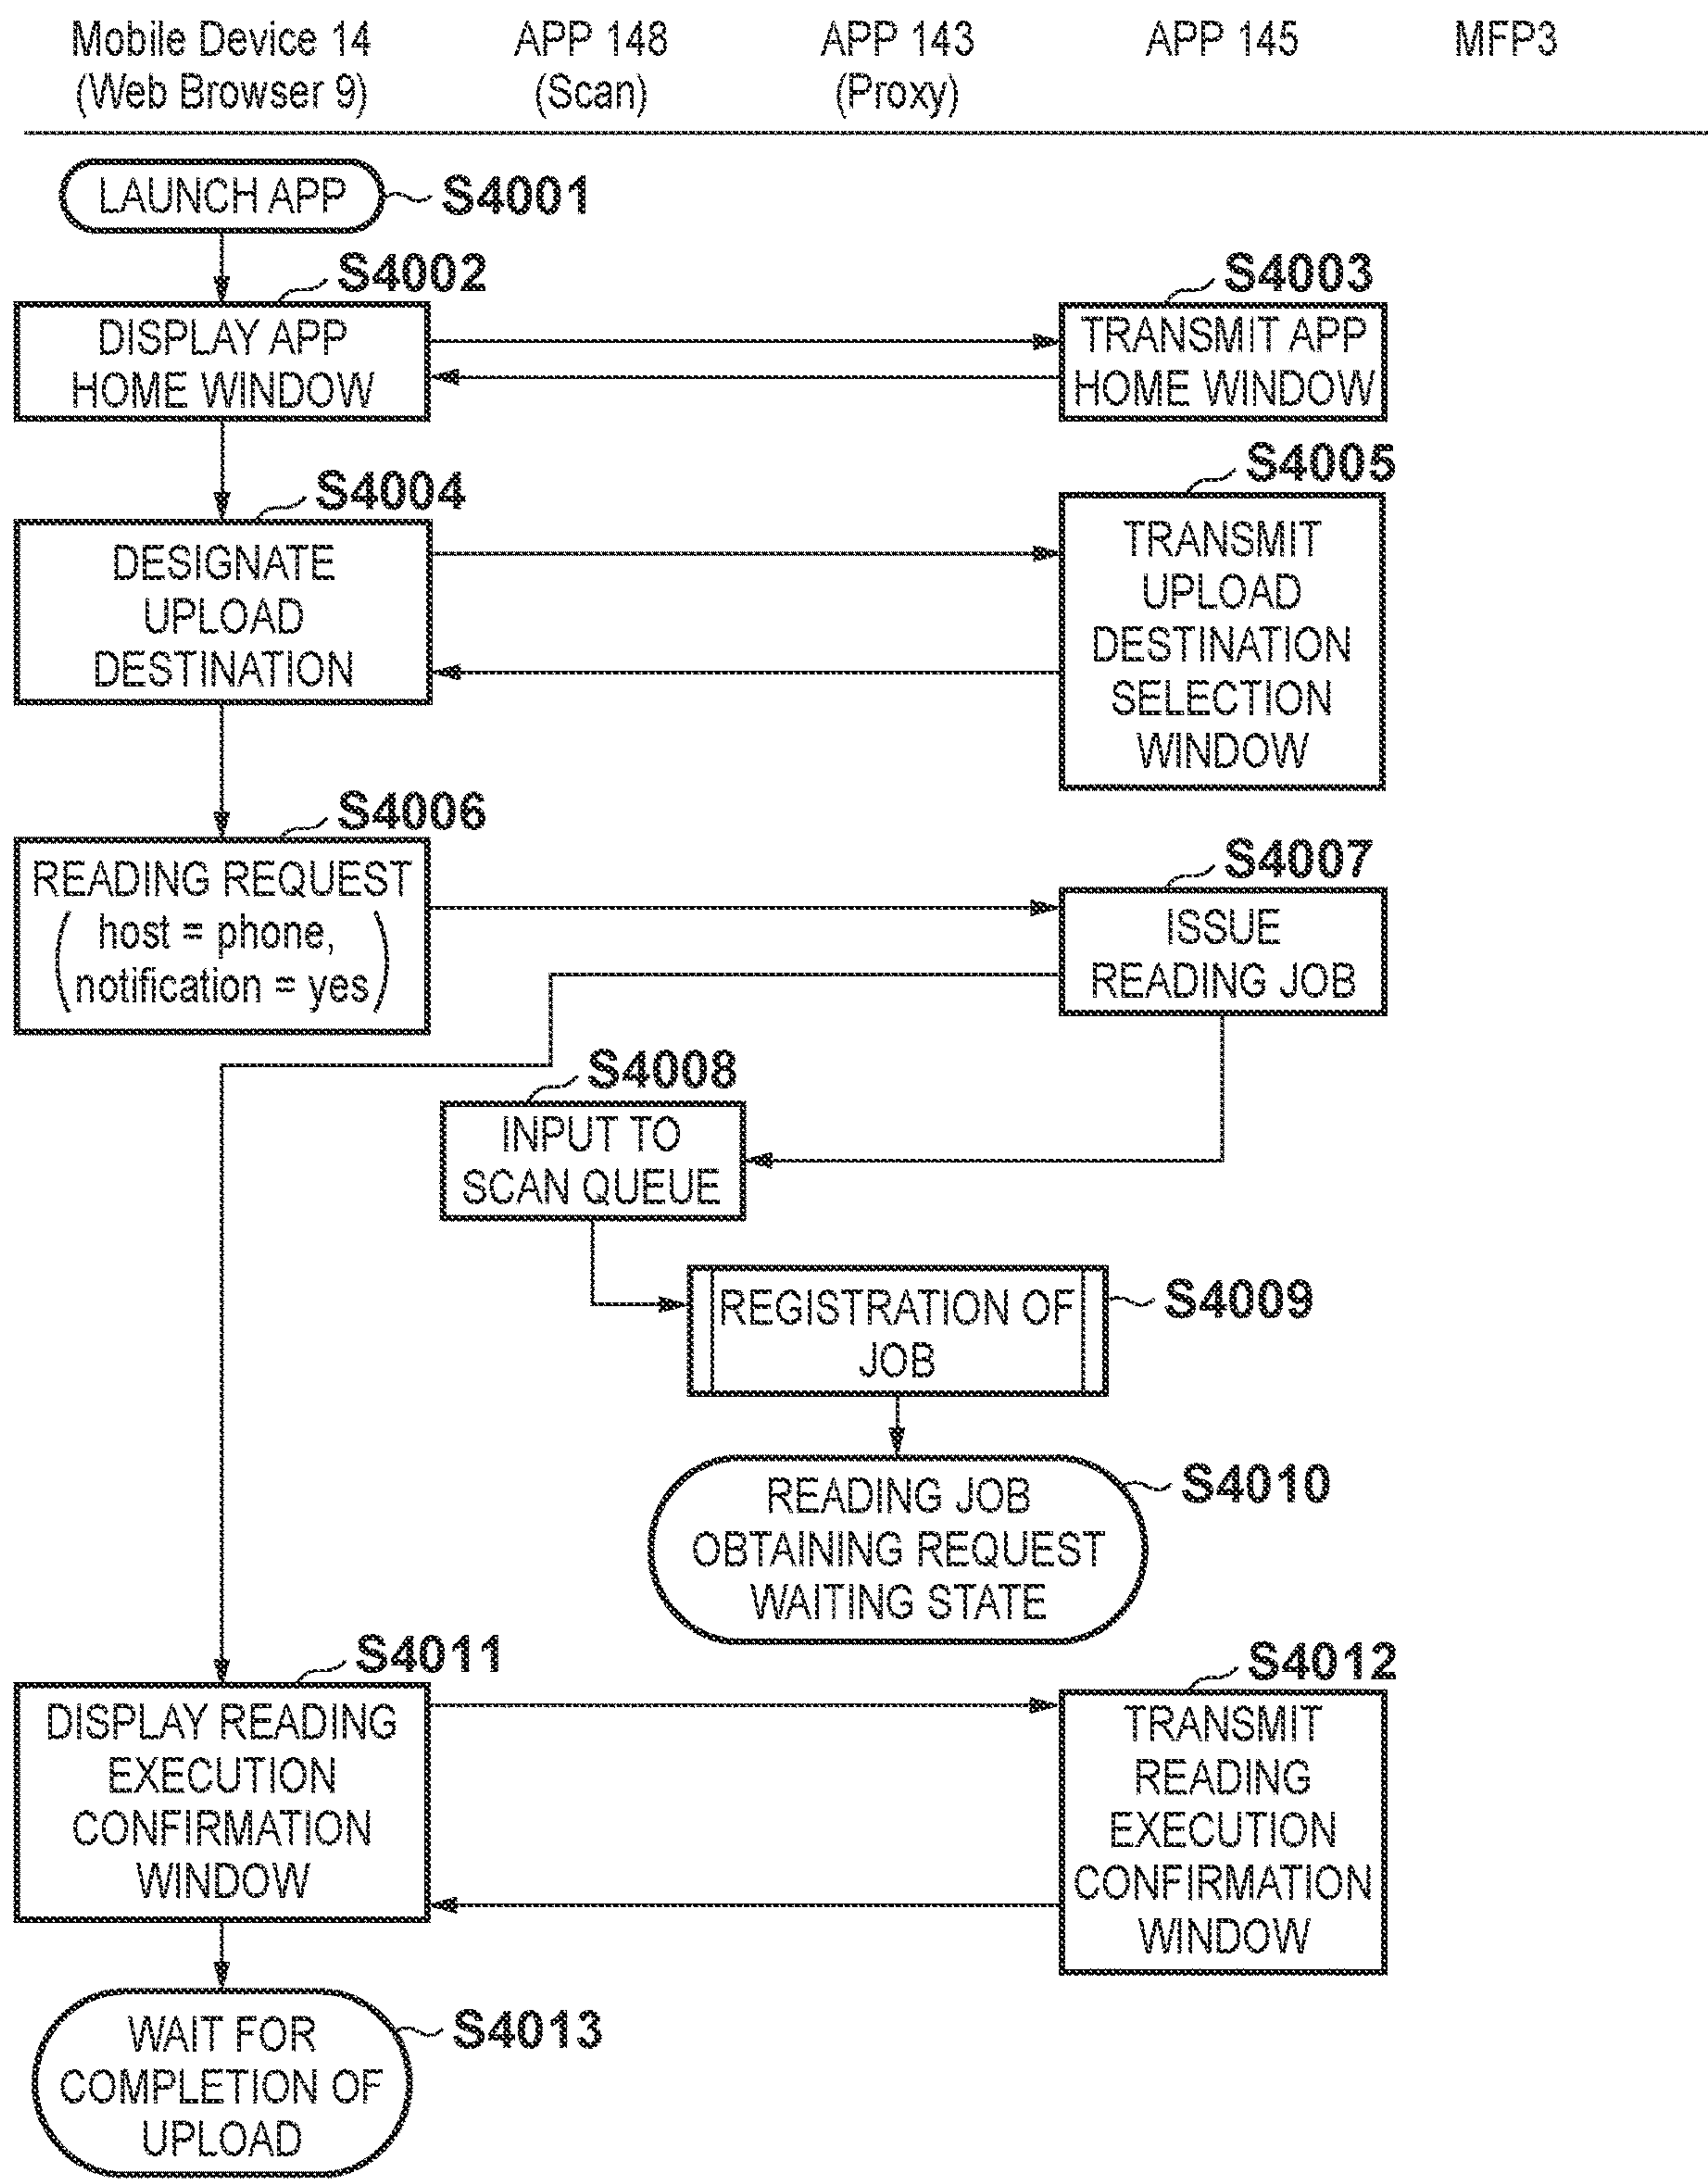 Mobile Device 14
(Web Browser 9)
APP 148
(Scan)
APP 143
(Proxy)
APP 145
MFP3
LAUNCH APP
S4001
S4002
DISPLAY APP
HOME WINDOW
S4003
TRANSMIT APP
HOME WINDOW
S4004
DESIGNATE
UPLOAD
DESTINATION
S4005
TRANSMIT
UPLOAD
DESTINATION
SELECTION
WINDOW
S4006
READING REQUEST
(host = phone,
notification = yes)
S4007
ISSUE
READING JOB
S4008
INPUT TO
SCAN QUEUE
REGISTRATION OF
JOB
S4009
READING JOB
OBTAINING REQUEST
WAITING STATE
S4010
S4011
DISPLAY READING
EXECUTION
CONFIRMATION
WINDOW
S4012
TRANSMIT
READING
EXECUTION
CONFIRMATION
WINDOW
WAIT FOR
COMPLETION OF
UPLOAD
S4013